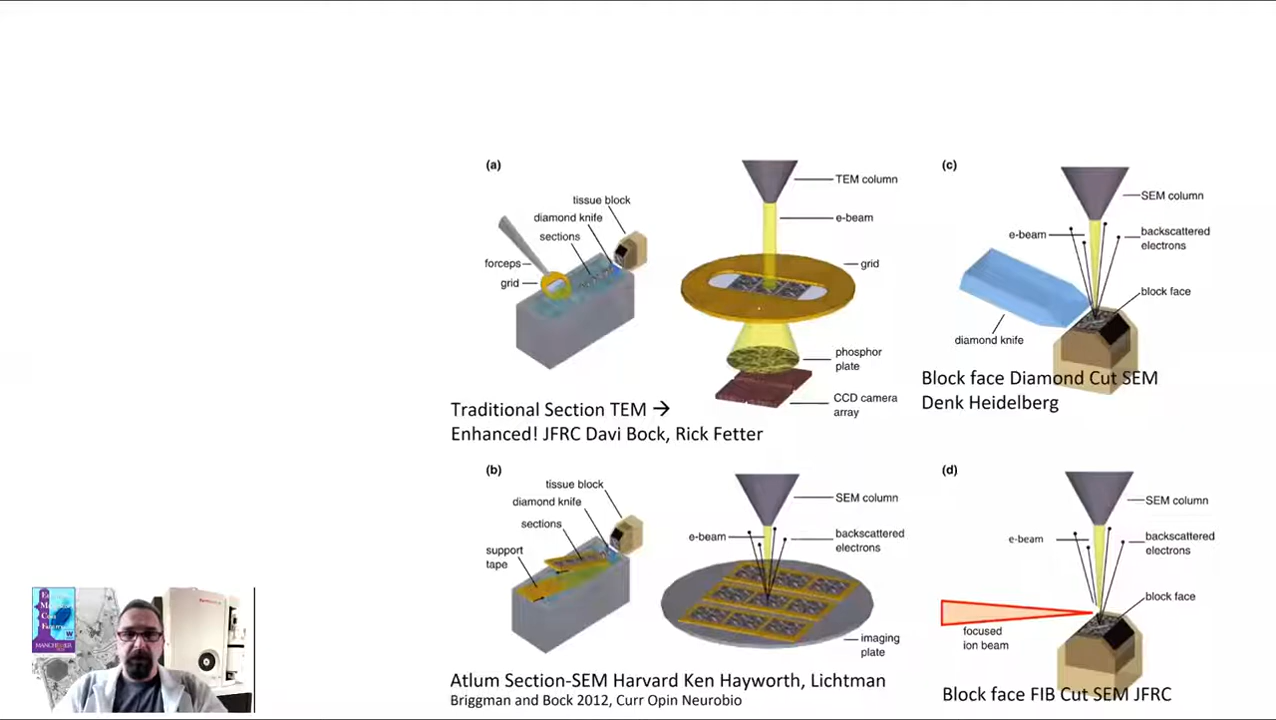 (a)
TEM column
tissue block
diamond knife
e-beam
sections
forceps
grid
grid
phosphor
plate
CCD camera
array
Traditional Section TEM →
Enhanced! JFRC Davi Bock, Rick Fetter
(c)
SEM column
e-beam
backscattered
electrons
block face
diamond knife
Block face Diamond Cut SEM
Denk Heidelberg
(b)
tissue block
diamond knife
sections
support
tape
SEM column
e-beam
backscattered
electrons
imaging
plate
Atlum Section-SEM Harvard Ken Hayworth, Lichtman
Briggman and Bock 2012, Curr Opin Neurobio
(d)
SEM column
e-beam
backscattered
electrons
block face
focused
ion beam
Block face FIB Cut SEM JFRC